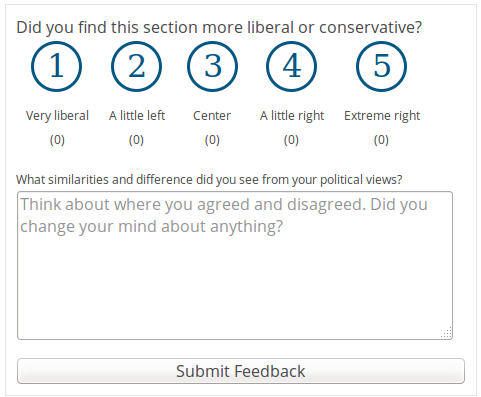 Did you find this section more liberal or conservative?
1 2 3 4 5
Very liberal A little left Center A little right Extreme right
(0) (0) (0) (0) (0)
What similarities and difference did you see from your political views?
Think about where you agreed and disagreed. Did you
change your mind about anything?
Submit Feedback